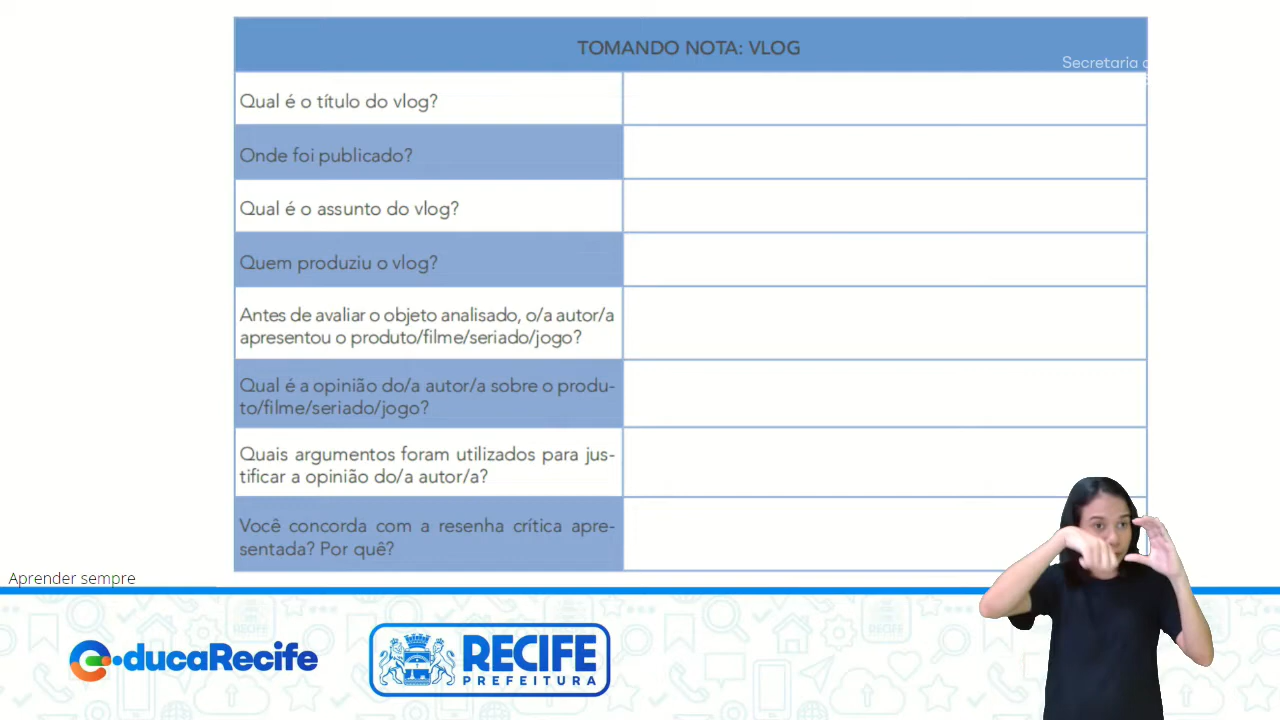 TOMANDO NOTA: VLOG
Secretaria
Qual é o título do vlog?
Onde foi publicado?
Qual é o assunto do vlog?
Quem produziu o vlog?
Antes de avaliar o objeto analisado, o/a autor/a
apresentou o produto/filme/seriado/jogo?
Qual é a opinião do/a autor/a sobre o produ-
to/filme/seriado/jogo?
Quais argumentos foram utilizados para jus-
tificar a opinião do/a autor/a?
Você concorda com a resenha crítica apre-
sentada? Por quê?
Aprender sempre
educaRecife
RECIFE
PREFEITURA